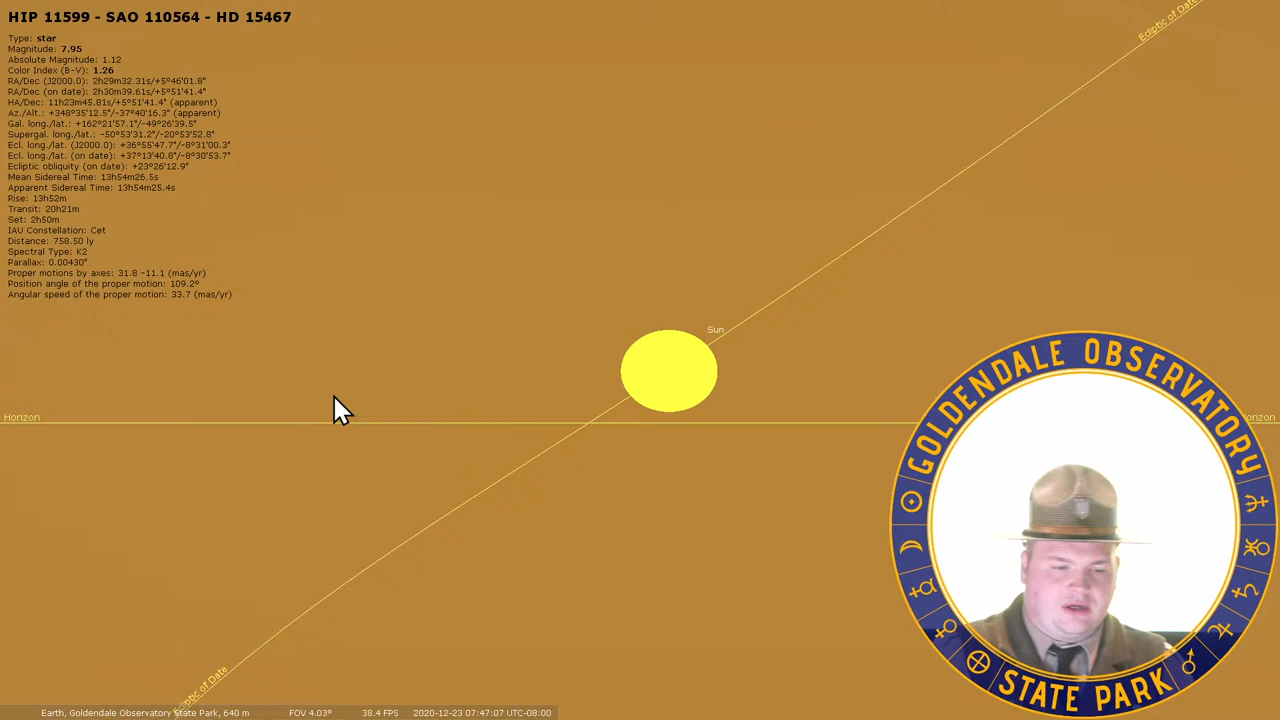 HIP 11599 - SAO 110564 - HD 15467
Type: star
Magnitude: 7.95
Absolute Magnitude: 1.12
Color Index (B-V): 1.26
RA/Dec (J2000.0): 2h29m32.31s/+5°46'01.8"
RA/Dec (on date): 2h30m39.61s/+5°51'41.4"
HA/Dec: 11h23m45.81s/+5°51'41.4" (apparent)
Az./Alt.: +348°35'12.5"/-37°40'16.3" (apparent)
Gal. long./lat.: +162°21'57.1"/-49°26'39.5"
Supergal. long./lat.: -50°53'31.2"/-20°53'52.8"
Ecl. long./lat. (J2000.0): +36°55'47.7"/-8°31'00.3"
Ecl. long./lat. (on date): +37°13'40.8"/-8°30'53.7"
Ecliptic obliquity (on date): +23°26'12.9"
Mean Sidereal Time: 13h54m26.5s
Apparent Sidereal Time: 13h54m25.4s
Rise: 13h52m
Transit: 20h21m
Set: 2h50m
IAU Constellation: Cet
Distance: 758.50 ly
Spectral Type: K2
Parallax: 0.00430"
Proper motions by axes: 31.8 -11.1 (mas/yr)
Position angle of the proper motion: 109.2°
Angular speed of the proper motion: 33.7 (mas/yr)
Ecliptic of Date
Sun
Horizon
orizon
GOLDENDALE OBSERVATORY
STATE PARK
Ecliptic of Date
Earth, Goldendale Observatory State Park, 640 m FOV 4.03° 38.4 FPS 2020-12-23 07:47:07 UTC-08:00